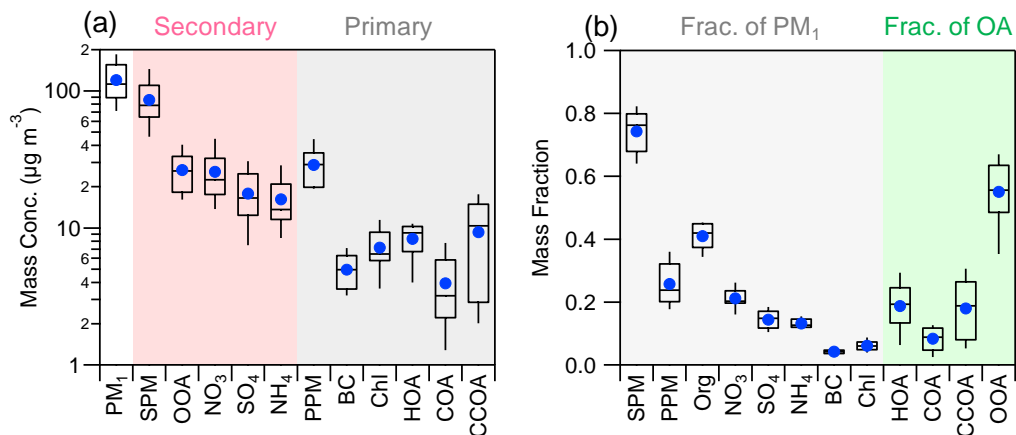 (a)
Secondary
Primary
Mass Conc. (µg m⁻³)
2
100
8
6
4
2
10
8
6
4
2
1
PM₁
SPM
OOA
NO₃
SO₄
NH₄
PPM
BC
Chl
HOA
COA
CCOA
(b)
Frac. of PM₁
Frac. of OA
Mass Fraction
1.0
0.8
0.6
0.4
0.2
0.0
SPM
PPM
Org
NO₃
SO₄
NH₄
BC
Chl
HOA
COA
CCOA
OOA